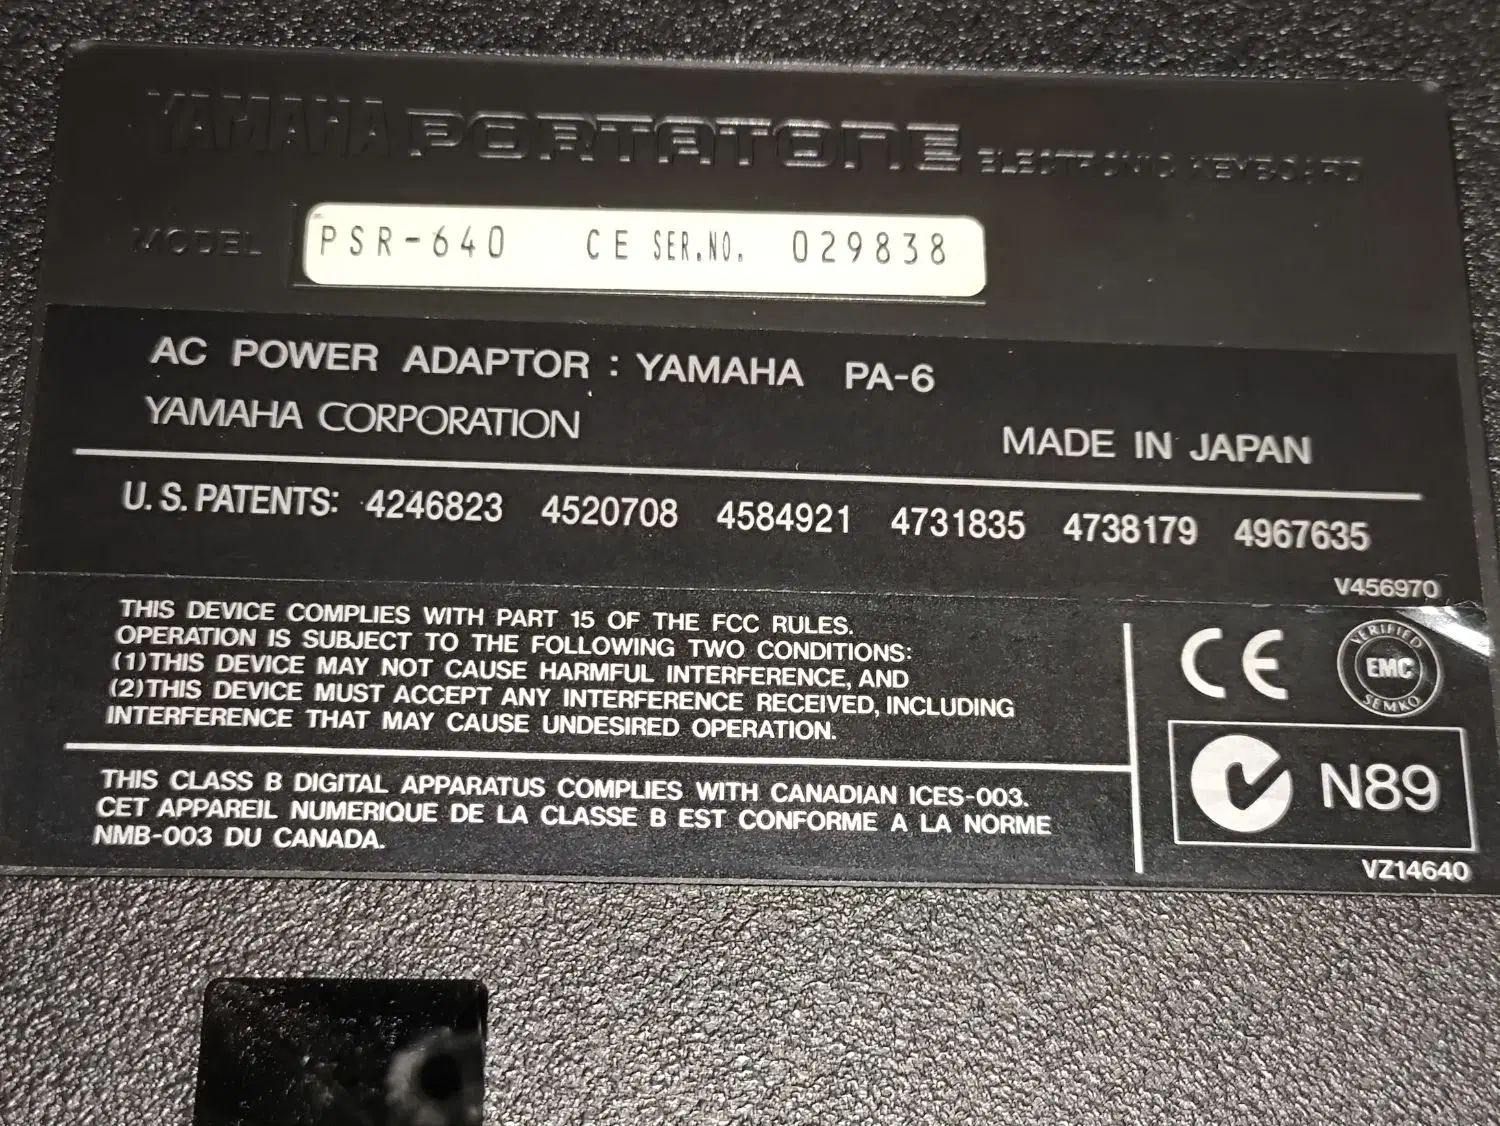 YAMAHA PORTATONE ELECTRONIC KEYBOARD
MODEL PSR-640 CE SER.NO. 029838
AC POWER ADAPTOR : YAMAHA PA-6
YAMAHA CORPORATION
MADE IN JAPAN
U.S. PATENTS: 4246823 4520708 4584921 4731835 4738179 4967635
V456970
THIS DEVICE COMPLIES WITH PART 15 OF THE FCC RULES.
OPERATION IS SUBJECT TO THE FOLLOWING TWO CONDITIONS:
(1)THIS DEVICE MAY NOT CAUSE HARMFUL INTERFERENCE, AND
(2)THIS DEVICE MUST ACCEPT ANY INTERFERENCE RECEIVED, INCLUDING
INTERFERENCE THAT MAY CAUSE UNDESIRED OPERATION.
THIS CLASS B DIGITAL APPARATUS COMPLIES WITH CANADIAN ICES-003.
CET APPAREIL NUMERIQUE DE LA CLASSE B EST CONFORME A LA NORME
NMB-003 DU CANADA.
CE
VERIFIED
EMC
SEMKO
N89
VZ14640